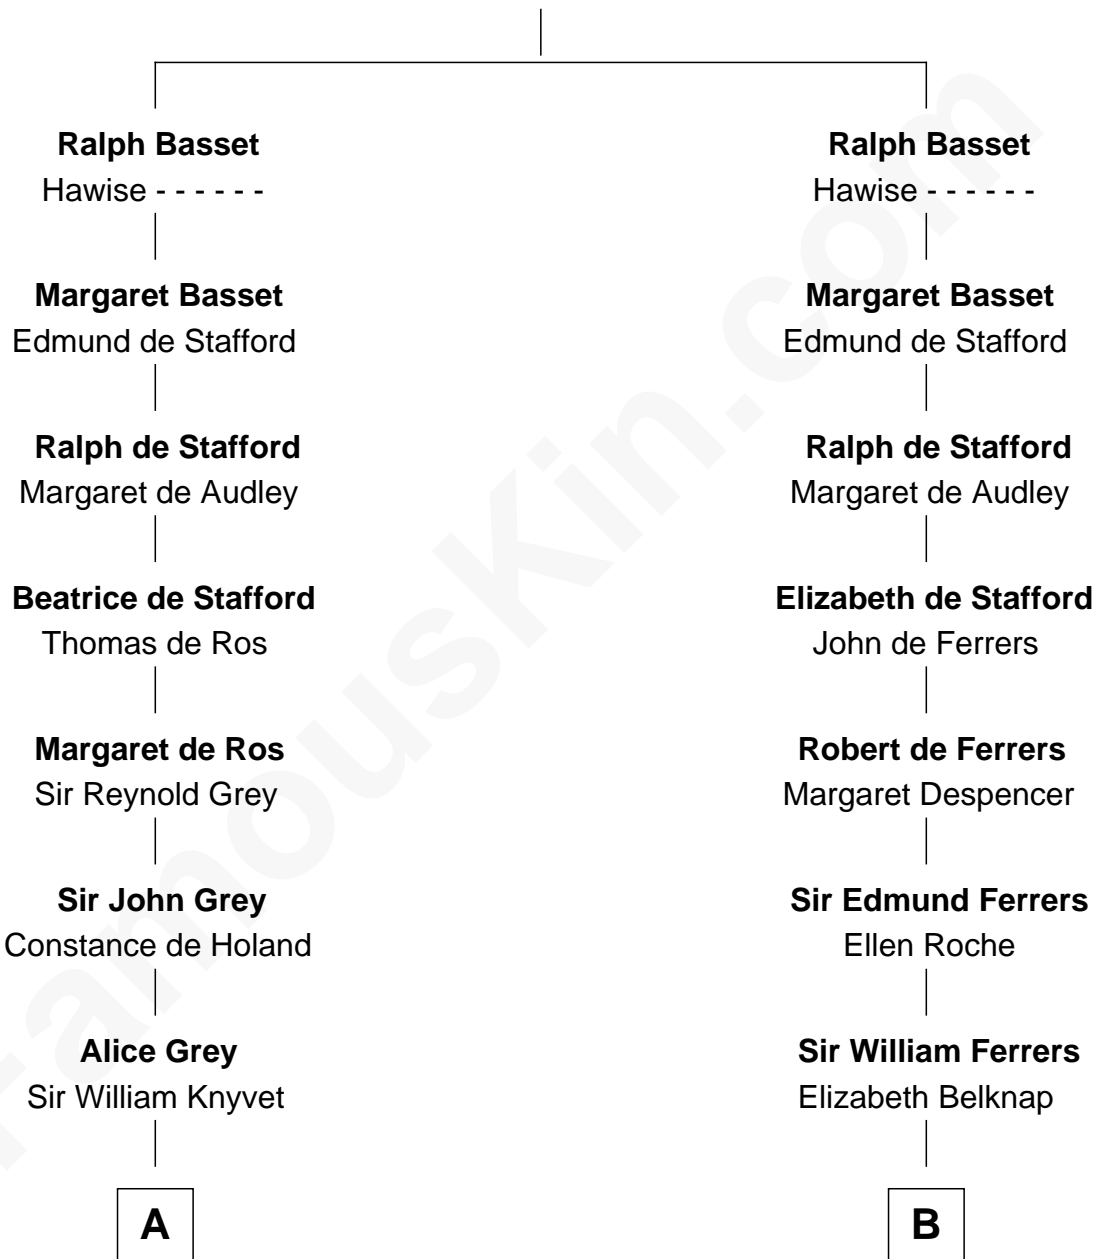 Ralph Basset
Hawise - - - - - -
Margaret Basset
Edmund de Stafford
Ralph de Stafford
Margaret de Audley
Beatrice de Stafford
Thomas de Ros
Margaret de Ros
Sir Reynold Grey
Sir John Grey
Constance de Holand
Alice Grey
Sir William Knyvet
A
Ralph Basset
Hawise - - - - - -
Margaret Basset
Edmund de Stafford
Ralph de Stafford
Margaret de Audley
Elizabeth de Stafford
John de Ferrers
Robert de Ferrers
Margaret Despencer
Sir Edmund Ferrers
Ellen Roche
Sir William Ferrers
Elizabeth Belknap
B
FamousKin.com